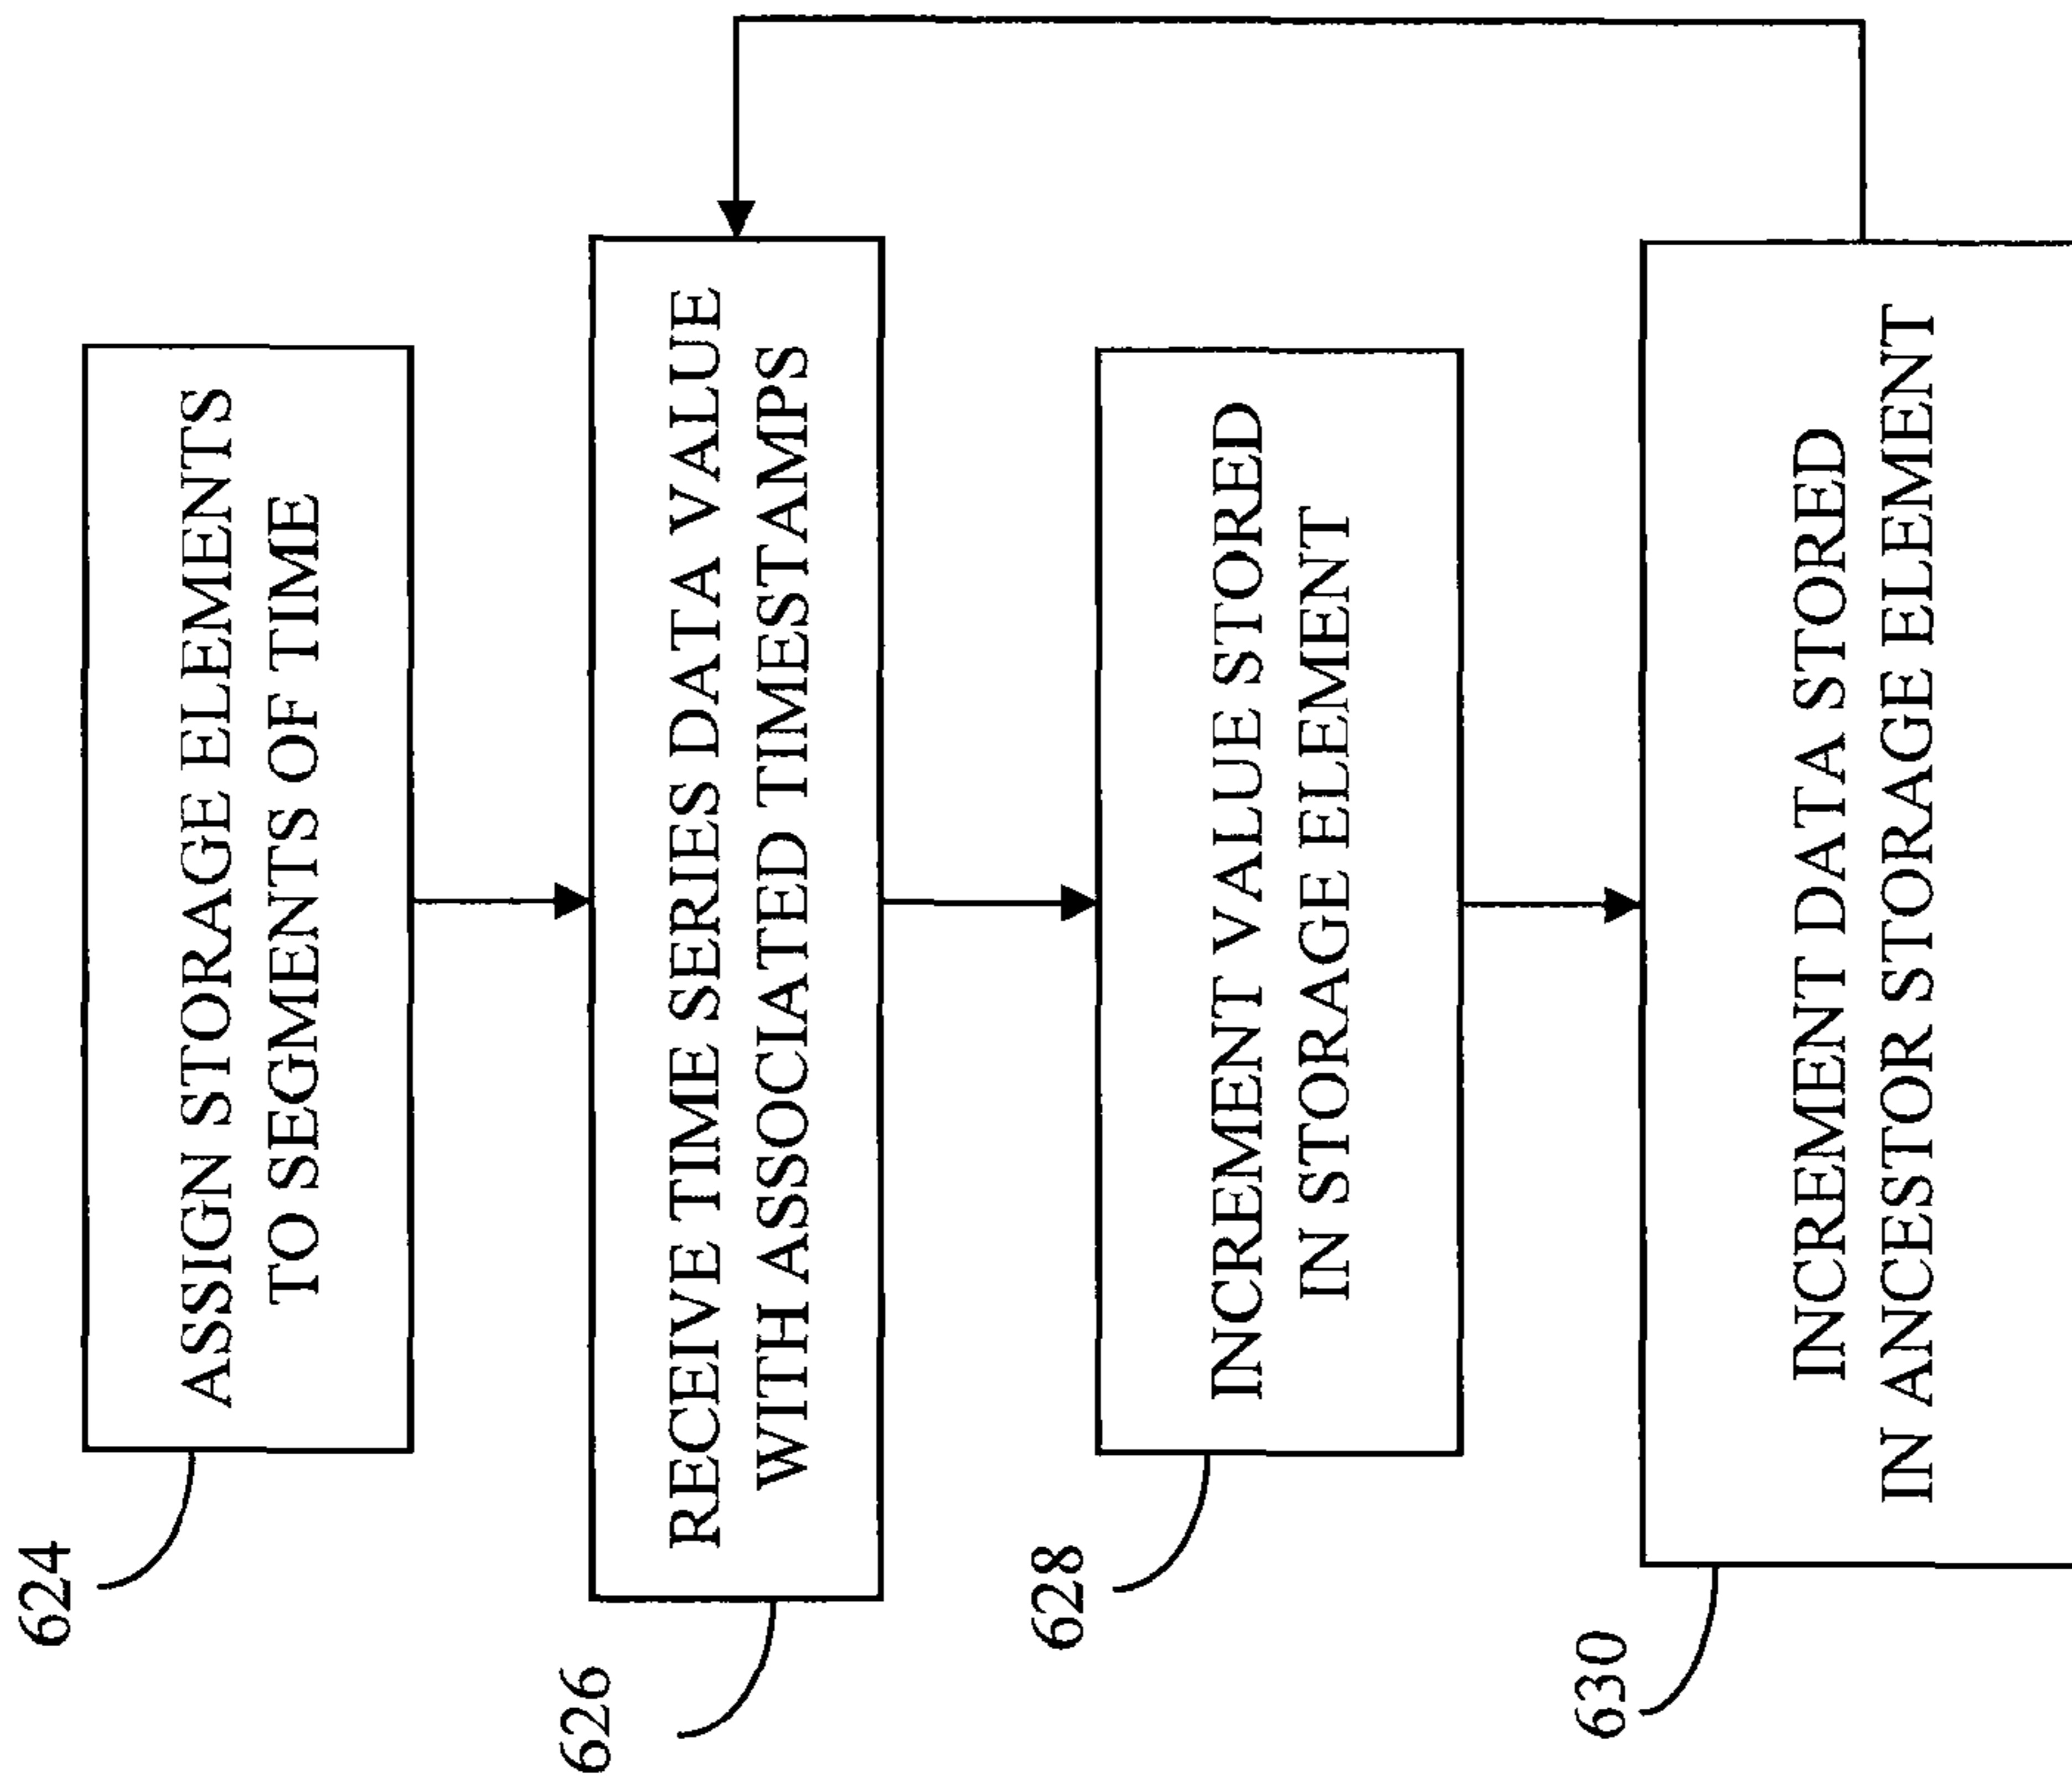 624
ASSIGN STORAGE ELEMENTS
TO SEGMENTS OF TIME
626
RECEIVE TIME SERIES DATA VALUE
WITH ASSOCIATED TIMESTAMPS
628
INCREMENT VALUE STORED
IN STORAGE ELEMENT
630
INCREMENT DATA STORED
IN ANCESTOR STORAGE ELEMENT